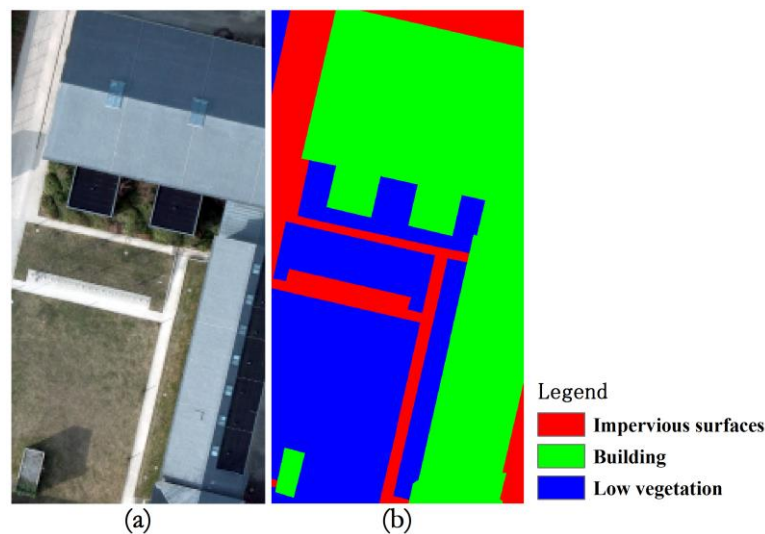 Legend
Impervious surfaces
Building
Low vegetation
(a)
(b)